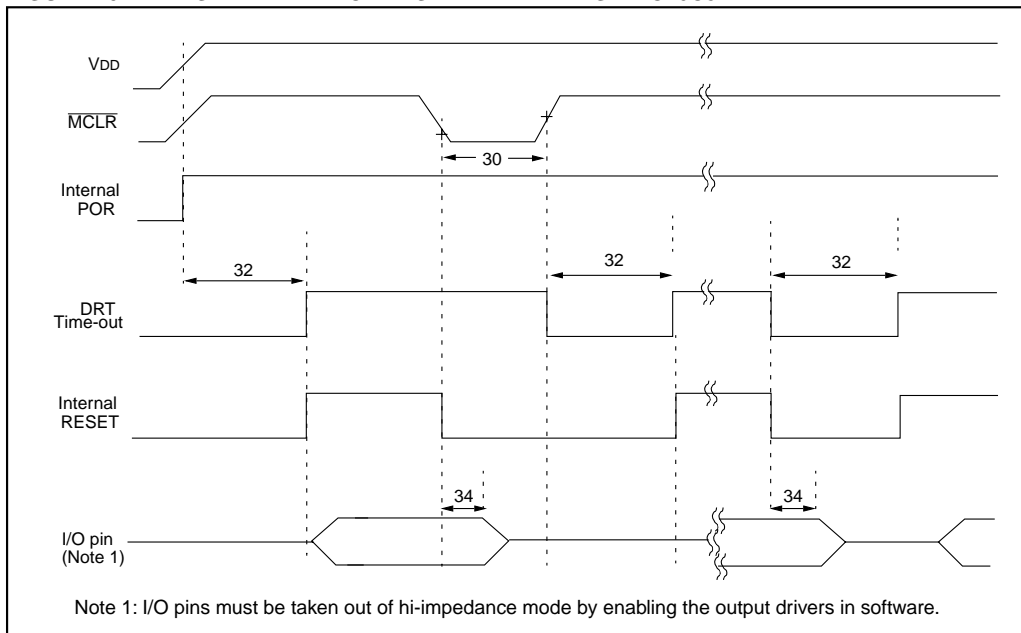 VDD
MCLR
30
Internal
POR
32
32
32
DRT
Time-out
Internal
RESET
34
34
I/O pin
(Note 1)
Note 1: I/O pins must be taken out of hi-impedance mode by enabling the output drivers in software.